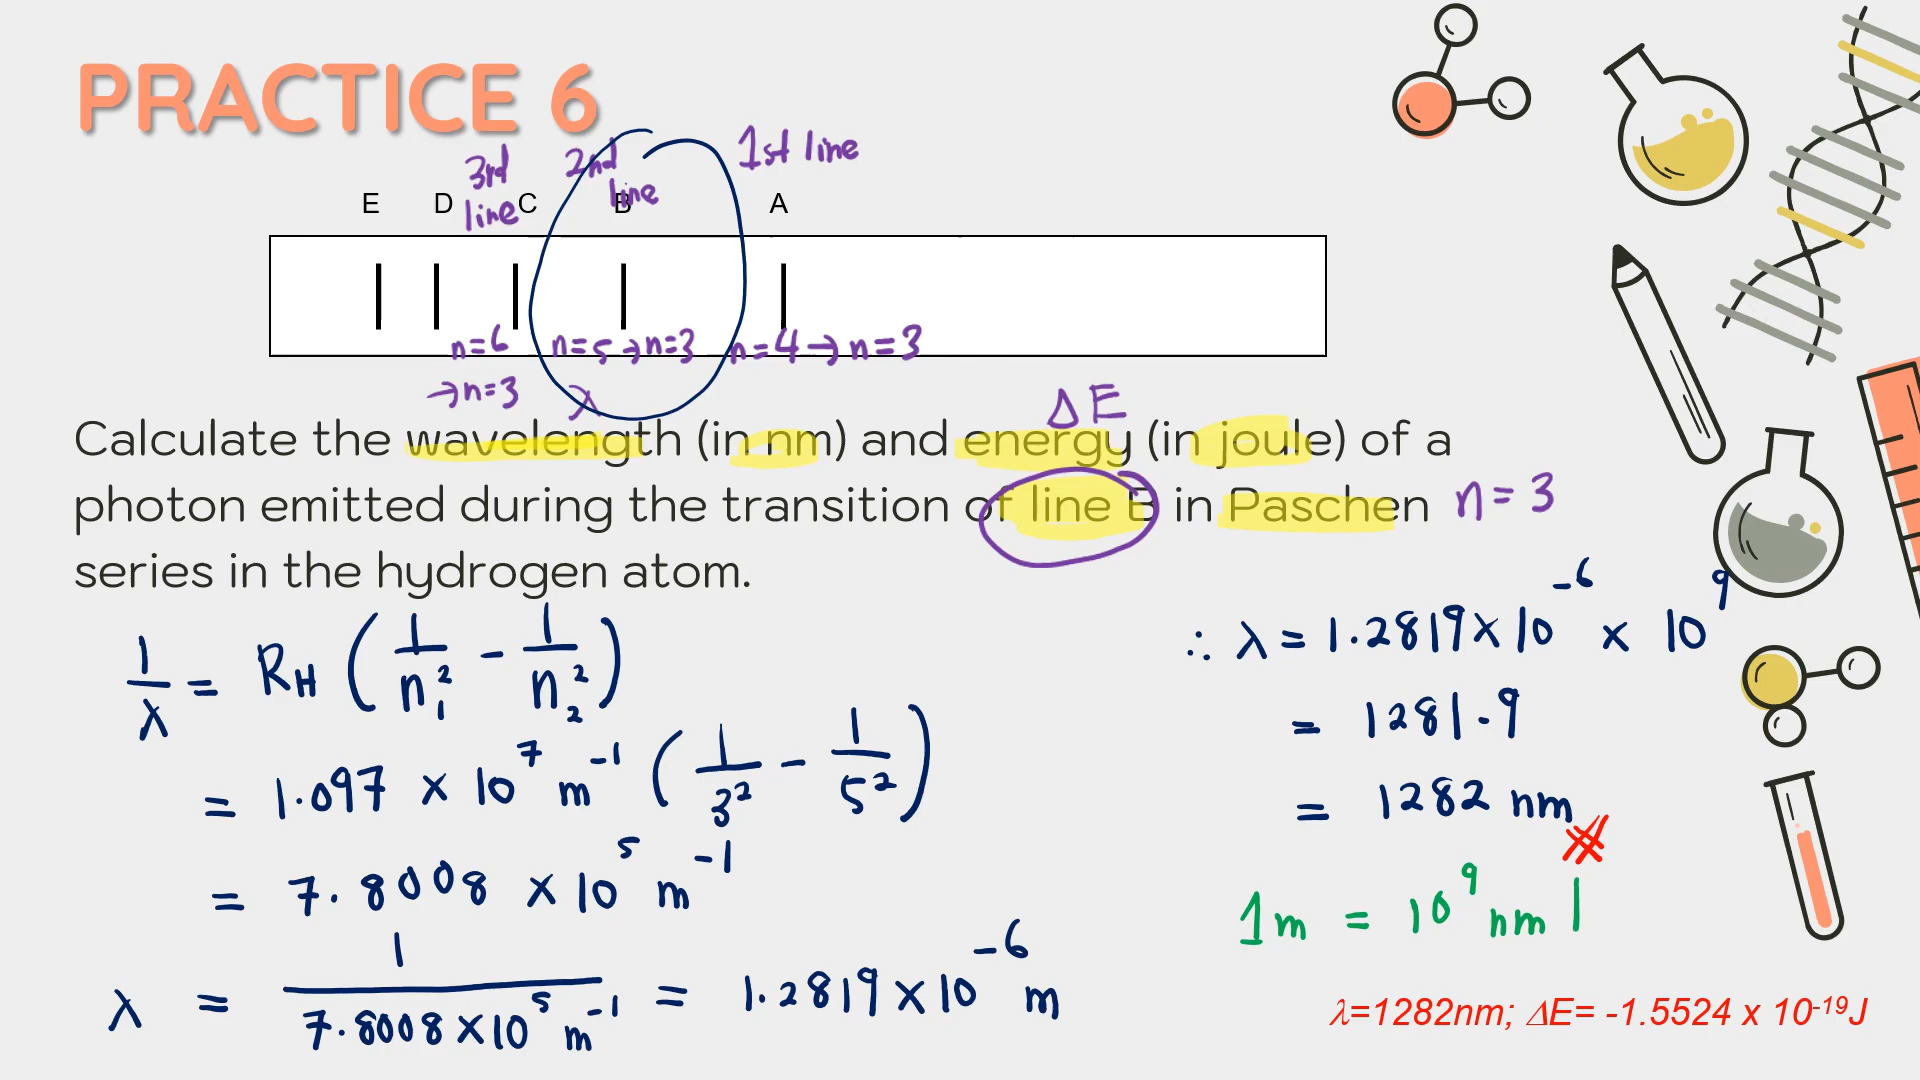 PRACTICE 6
3rd line
2nd line
1st line
E D C B A
n=6 →n=3
n=5→n=3
n=4→n=3
λ
ΔE
Calculate the wavelength (in nm) and energy (in joule) of a
photon emitted during the transition of line B in Paschen n=3
series in the hydrogen atom.
1/λ = RH (1/n₁² - 1/n₂²)
= 1.097 × 10⁷ m⁻¹ (1/3² - 1/5²)
= 7.8008 × 10⁵ m⁻¹
λ = 1/7.8008×10⁵ m⁻¹ = 1.2819×10⁻⁶ m
∴ λ = 1.2819×10⁻⁶ × 10⁹
= 1281.9
= 1282 nm
1m = 10⁹ nm
λ=1282nm; ΔE= -1.5524 x 10⁻¹⁹J